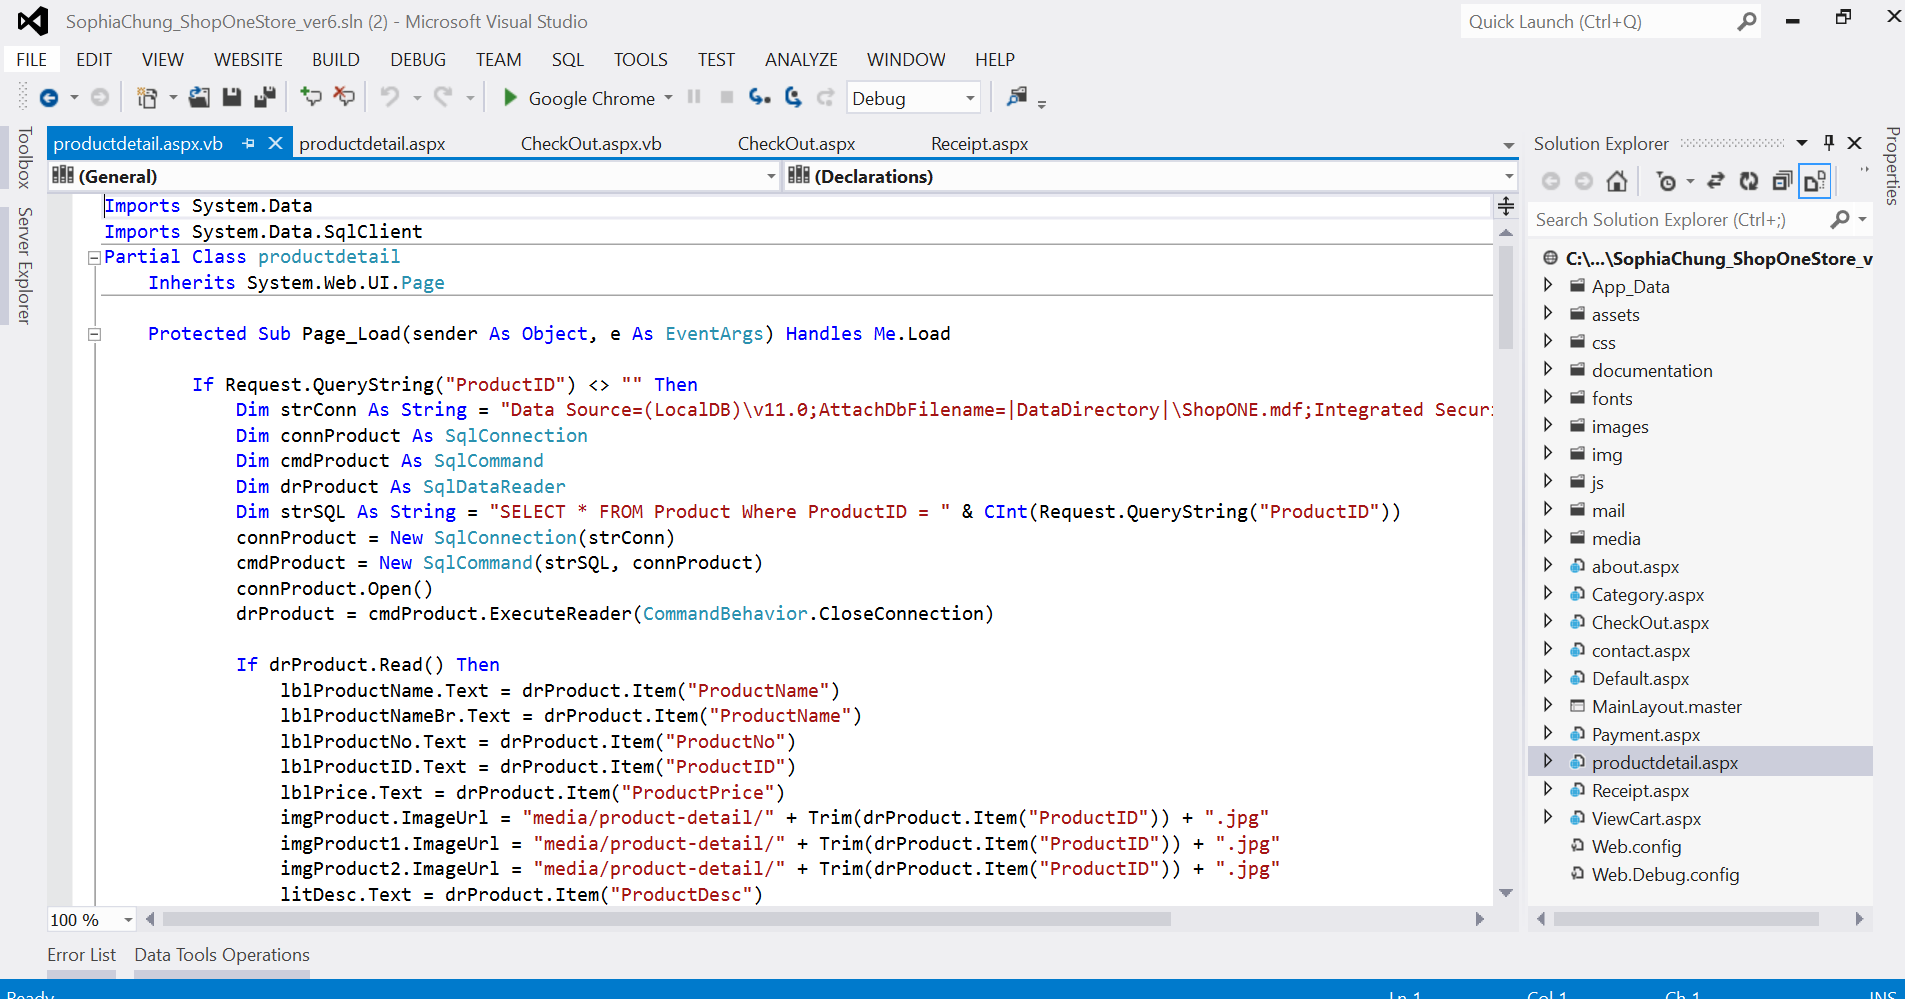 SophiaChung_ShopOneStore_ver6.sln (2) - Microsoft Visual Studio
Quick Launch (Ctrl+Q)
FILE EDIT VIEW WEBSITE BUILD DEBUG TEAM SQL TOOLS TEST ANALYZE WINDOW HELP
Google Chrome Debug
Toolbox
Server Explorer
productdetail.aspx.vb productdetail.aspx CheckOut.aspx.vb CheckOut.aspx Receipt.aspx
(General) (Declarations)
Imports System.Data
Imports System.Data.SqlClient
Partial Class productdetail
Inherits System.Web.UI.Page
Protected Sub Page_Load(sender As Object, e As EventArgs) Handles Me.Load
If Request.QueryString("ProductID") <> "" Then
Dim strConn As String = "Data Source=(LocalDB)\v11.0;AttachDbFilename=|DataDirectory|\ShopONE.mdf;Integrated Securi
Dim connProduct As SqlConnection
Dim cmdProduct As SqlCommand
Dim drProduct As SqlDataReader
Dim strSQL As String = "SELECT * FROM Product Where ProductID = " & CInt(Request.QueryString("ProductID"))
connProduct = New SqlConnection(strConn)
cmdProduct = New SqlCommand(strSQL, connProduct)
connProduct.Open()
drProduct = cmdProduct.ExecuteReader(CommandBehavior.CloseConnection)
If drProduct.Read() Then
lblProductName.Text = drProduct.Item("ProductName")
lblProductNameBr.Text = drProduct.Item("ProductName")
lblProductNo.Text = drProduct.Item("ProductNo")
lblProductID.Text = drProduct.Item("ProductID")
lblPrice.Text = drProduct.Item("ProductPrice")
imgProduct.ImageUrl = "media/product-detail/" + Trim(drProduct.Item("ProductID")) + ".jpg"
imgProduct1.ImageUrl = "media/product-detail/" + Trim(drProduct.Item("ProductID")) + ".jpg"
imgProduct2.ImageUrl = "media/product-detail/" + Trim(drProduct.Item("ProductID")) + ".jpg"
litDesc.Text = drProduct.Item("ProductDesc")
100 %
Solution Explorer
Search Solution Explorer (Ctrl+;)
C:\...\SophiaChung_ShopOneStore_v
App_Data
assets
css
documentation
fonts
images
img
js
mail
media
about.aspx
Category.aspx
CheckOut.aspx
contact.aspx
Default.aspx
MainLayout.master
Payment.aspx
productdetail.aspx
Receipt.aspx
ViewCart.aspx
Web.config
Web.Debug.config
Properties
Error List Data Tools Operations
Ready Ln 1 Col 1 Ch 1 INS